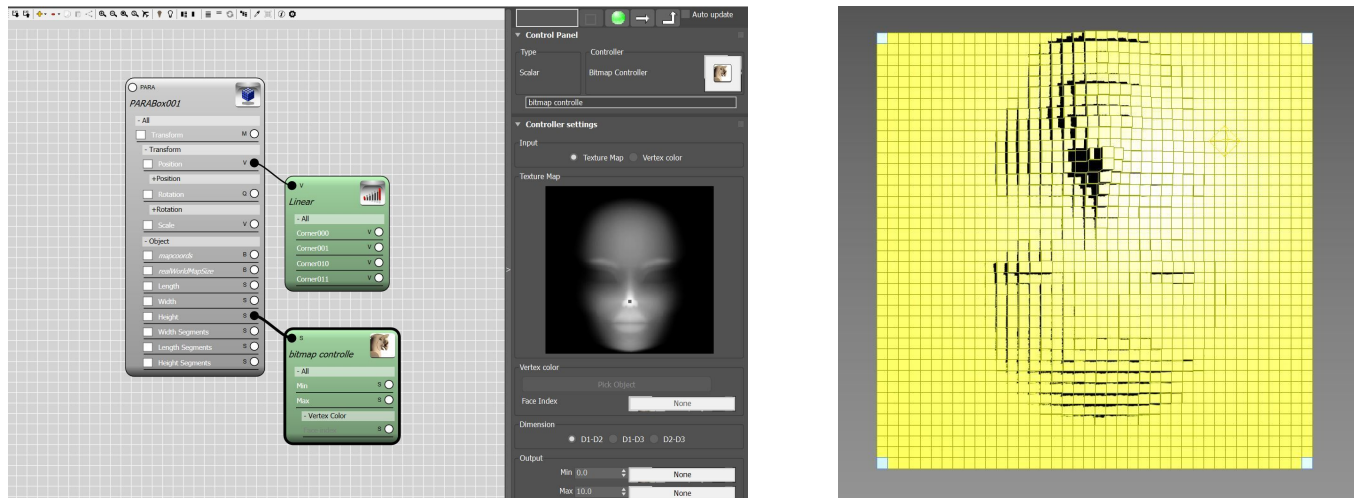 PARA
PARABox001
- All
Transform M
- Transform
Position V
+Position
Rotation Q
+Rotation
Scale V
- Object
mapcoords B
realWorldMapSize B
Length S
Width S
Height S
Width Segments S
Length Segments S
Height Segments S
V
Linear
- All
Corner000 V
Corner001 V
Corner010 V
Corner011 V
S
bitmap controlle
- All
Min S
Max S
- Vertex Color
S
>
Auto update
Control Panel
Type Controller
Scalar Bitmap Controller
bitmap controlle
Controller settings
Input
Texture Map Vertex color
Texture Map
Vertex color
Pick Object
Face Index None
Dimension
D1-D2 D1-D3 D2-D3
Output
Min 0.0 None
Max 10.0 None